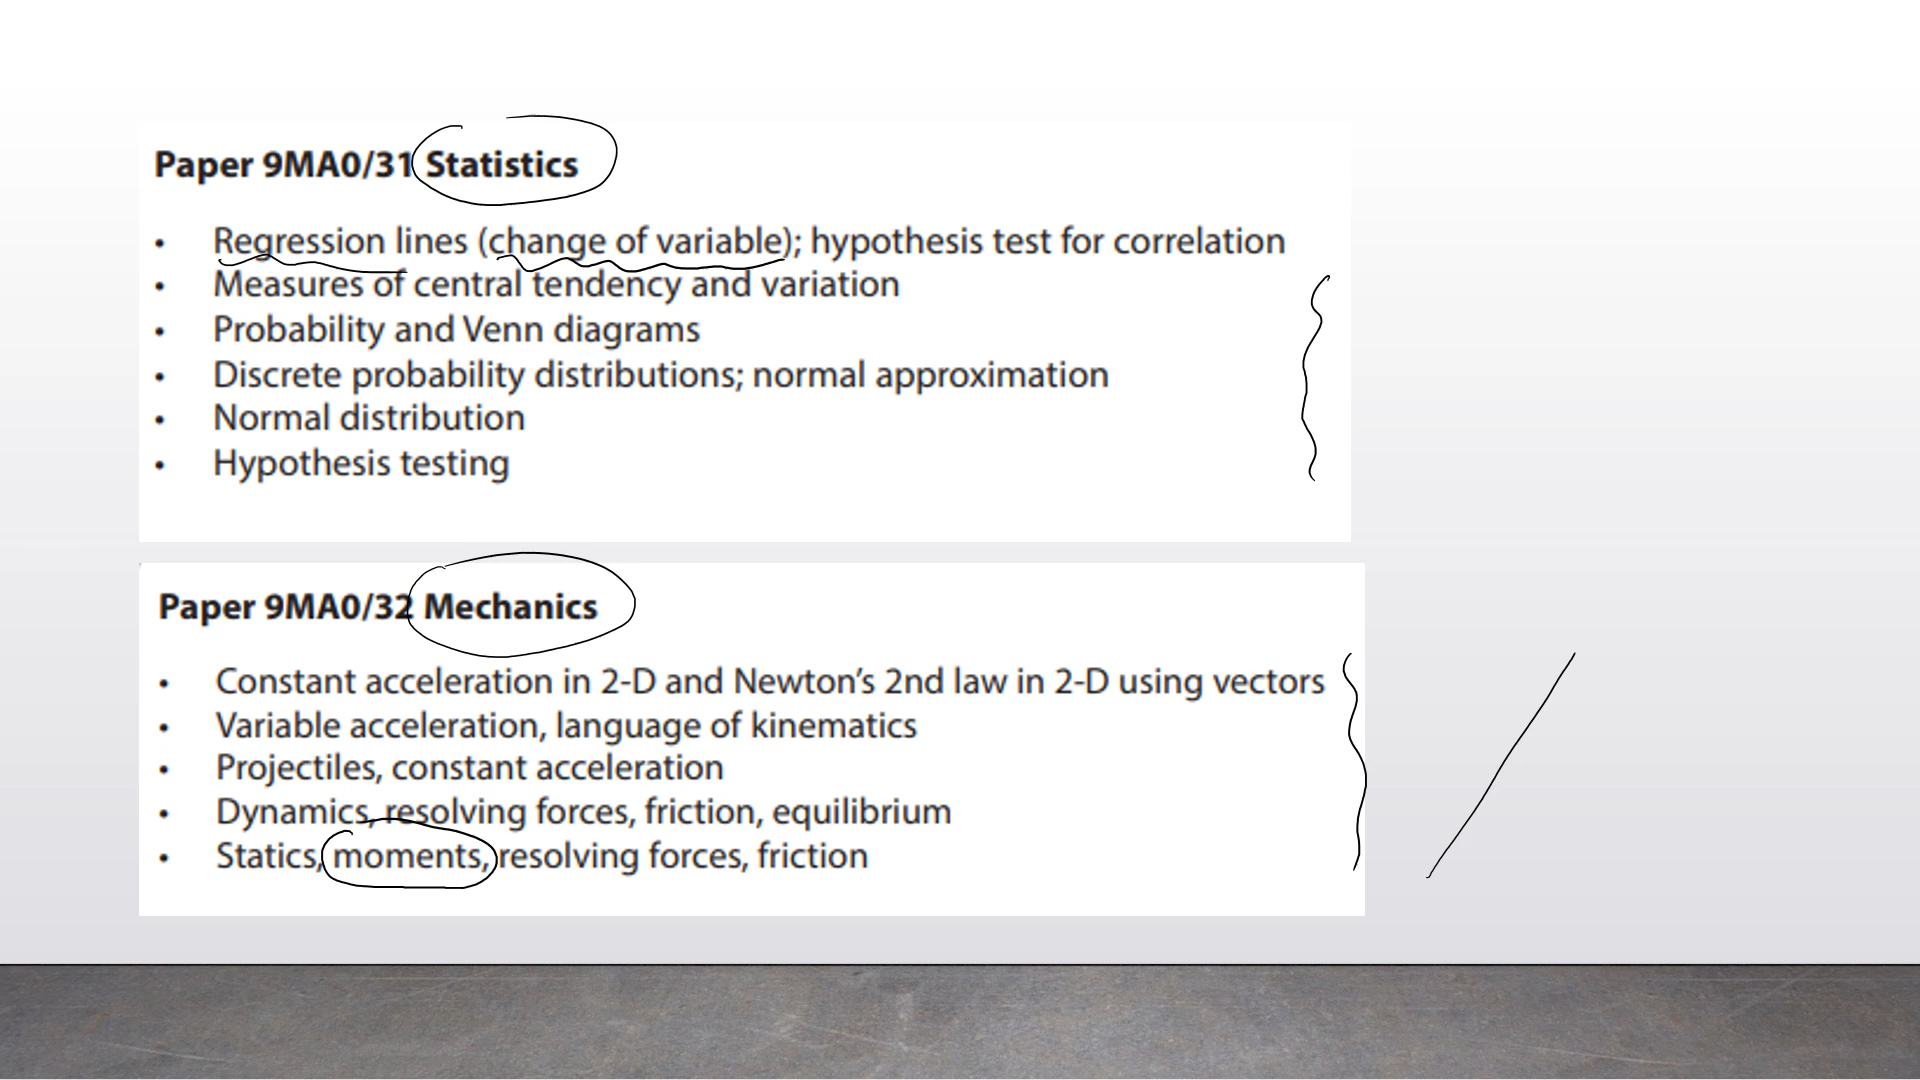 Paper 9MA0/31 Statistics
• Regression lines (change of variable); hypothesis test for correlation
• Measures of central tendency and variation
• Probability and Venn diagrams
• Discrete probability distributions; normal approximation
• Normal distribution
• Hypothesis testing
Paper 9MA0/32 Mechanics
• Constant acceleration in 2-D and Newton’s 2nd law in 2-D using vectors
• Variable acceleration, language of kinematics
• Projectiles, constant acceleration
• Dynamics, resolving forces, friction, equilibrium
• Statics, moments, resolving forces, friction